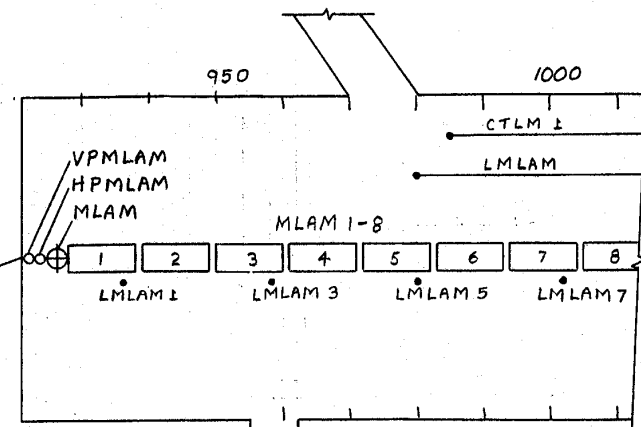 950 1000
CTLM 1
LMLAM
VPMLAM
HPMLAM
MLAM
MLAM 1-8
1 2 3 4 5 6 7 8
LMLAM 1 LMLAM 3 LMLAM 5 LMLAM 7